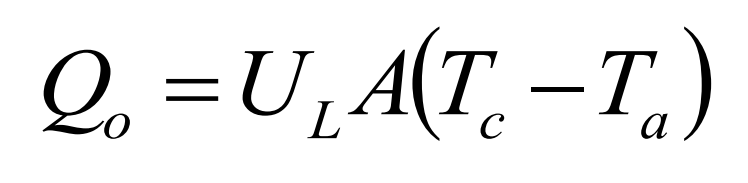 Q_o = U_L A(T_c − T_a)